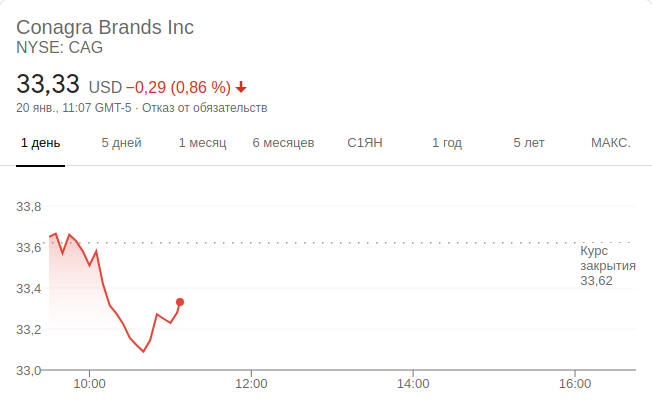 Conagra Brands Inc
NYSE: CAG
33,33 USD −0,29 (0,86 %)
20 янв., 11:07 GMT-5 · Отказ от обязательств
1 день 5 дней 1 месяц 6 месяцев С1ЯН 1 год 5 лет МАКС.
33,8
33,6
Курс
закрытия
33,62
33,4
33,2
33,0
10:00 12:00 14:00 16:00